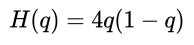 H(q) = 4q(1 − q)